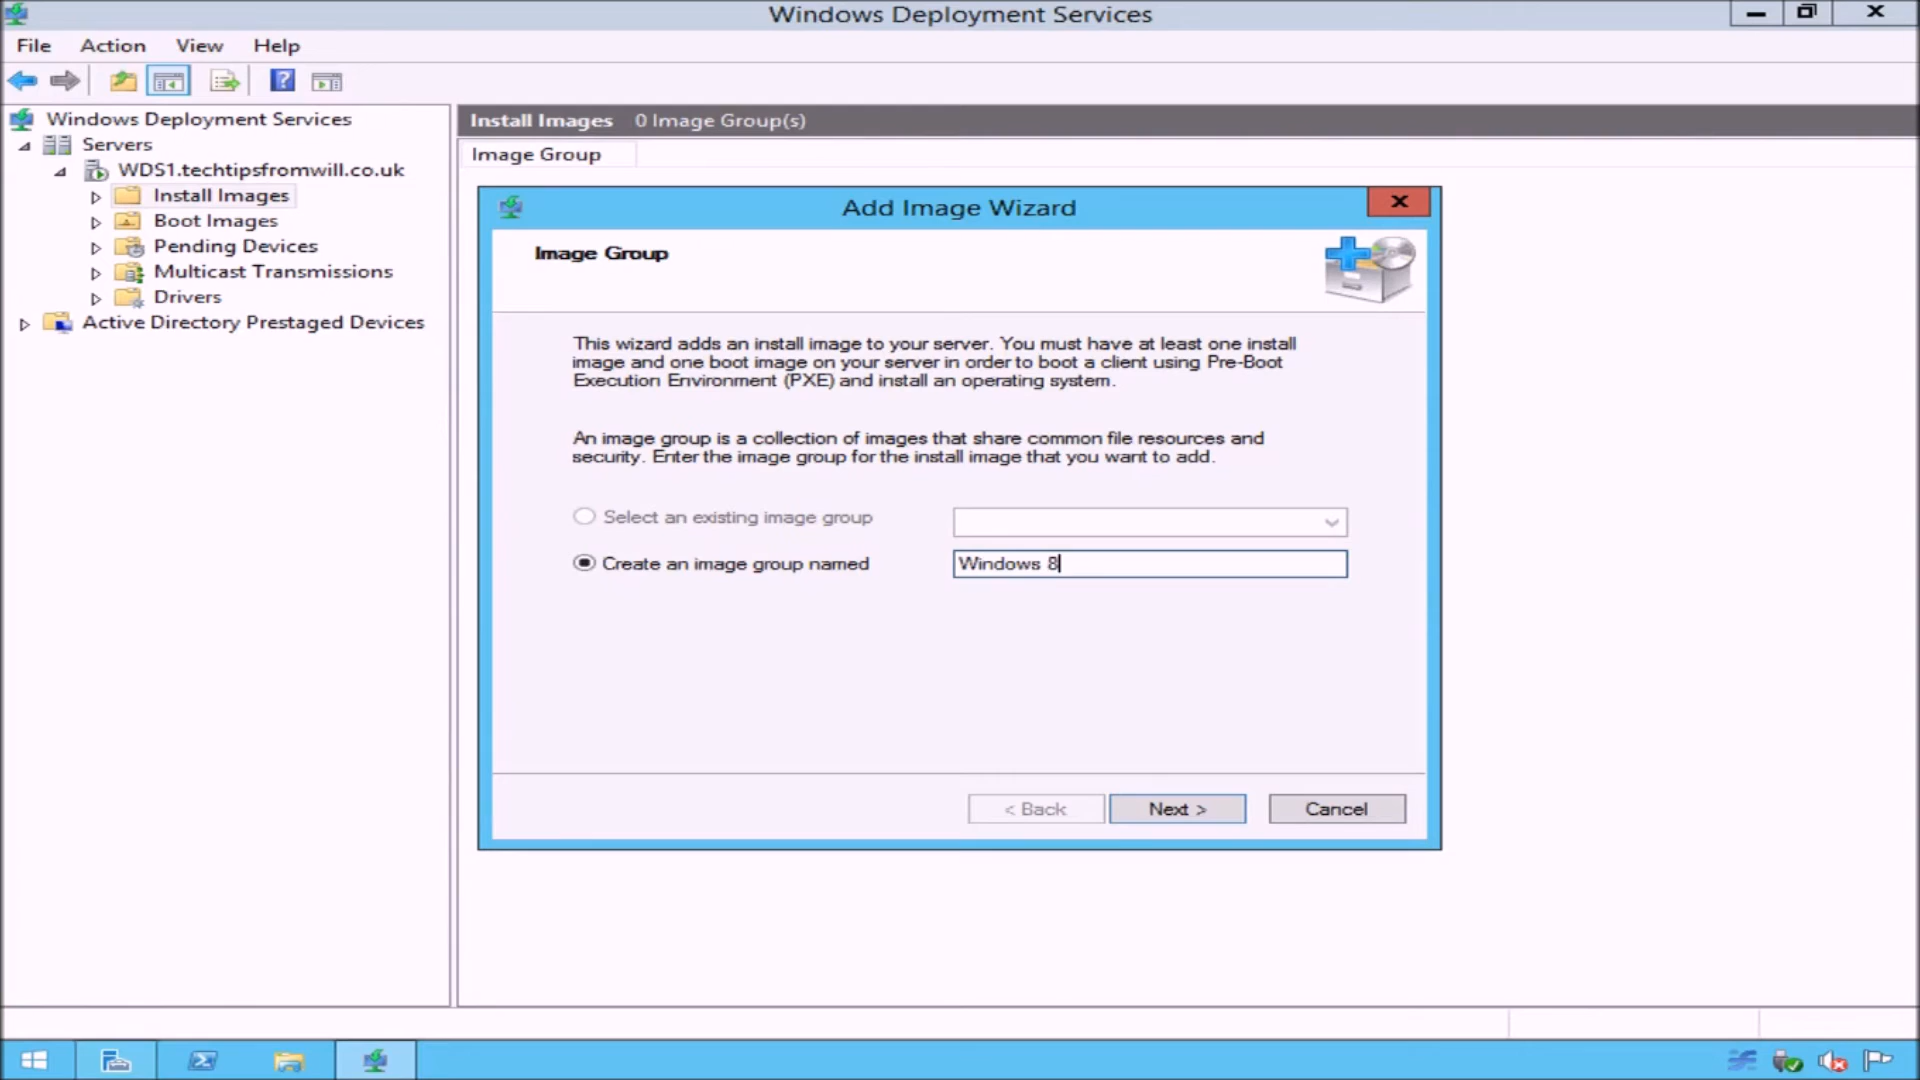 Windows Deployment Services
File Action View Help
Windows Deployment Services
Servers
WDS1.techtipsfromwill.co.uk
Install Images
Boot Images
Pending Devices
Multicast Transmissions
Drivers
Active Directory Prestaged Devices
Install Images 0 Image Group(s)
Image Group
Add Image Wizard
Image Group
This wizard adds an install image to your server. You must have at least one install
image and one boot image on your server in order to boot a client using Pre-Boot
Execution Environment (PXE) and install an operating system.
An image group is a collection of images that share common file resources and
security. Enter the image group for the install image that you want to add.
Select an existing image group
Create an image group named Windows 8
< Back Next > Cancel